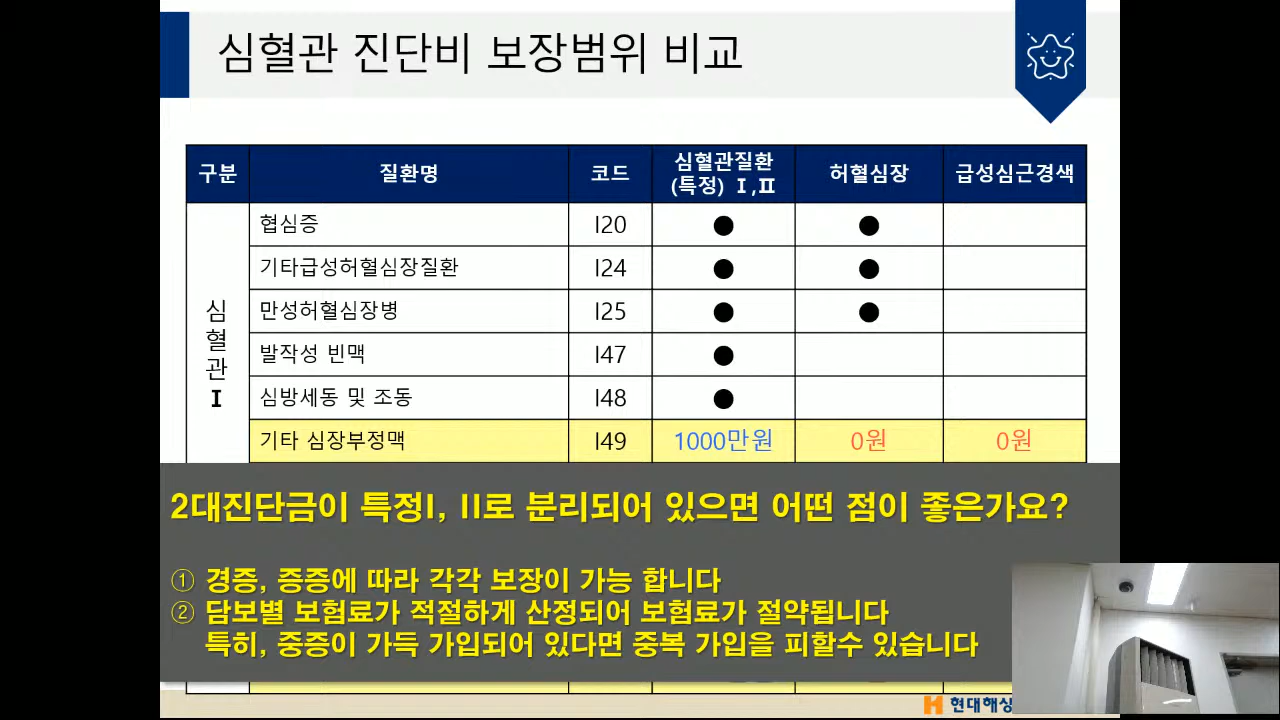 심혈관 진단비 보장범위 비교
구분 질환명 코드 심혈관질환 (특정) Ⅰ,Ⅱ 허혈심장 급성심근경색
심혈관 Ⅰ
협심증 I20 ● ●
기타급성허혈심장질환 I24 ● ●
만성허혈심장병 I25 ● ●
발작성 빈맥 I47 ●
심방세동 및 조동 I48 ●
기타 심장부정맥 I49 1000만원 0원 0원
2대진단금이 특정I, II로 분리되어 있으면 어떤 점이 좋은가요?
① 경증, 증증에 따라 각각 보장이 가능 합니다
② 담보별 보험료가 적절하게 산정되어 보험료가 절약됩니다
특히, 중증이 가득 가입되어 있다면 중복 가입을 피할수 있습니다
현대해상